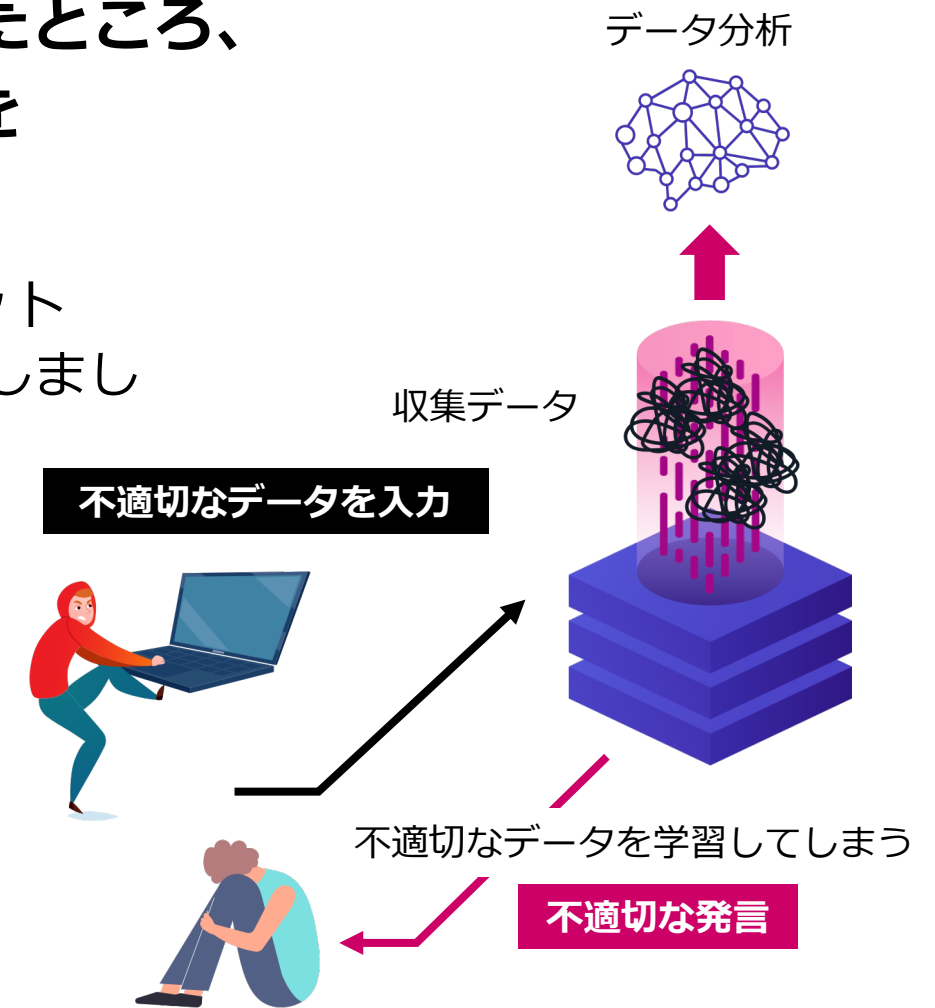 たところ、
を
ット
しまし
データ分析
収集データ
不適切なデータを入力
不適切なデータを学習してしまう
不適切な発言